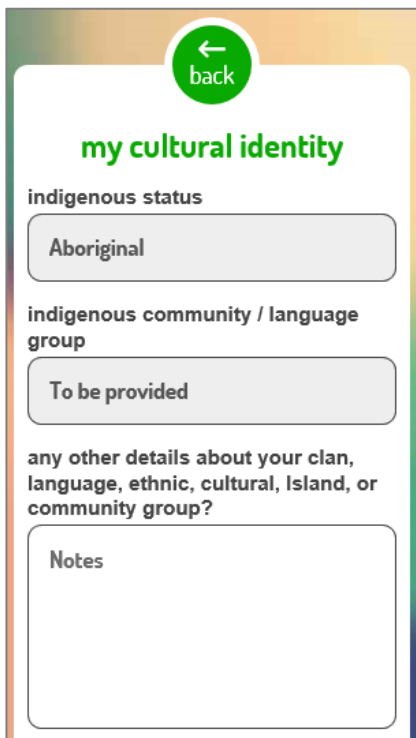 back
my cultural identity
indigenous status
Aboriginal
indigenous community / language
group
To be provided
any other details about your clan,
language, ethnic, cultural, Island, or
community group?
Notes